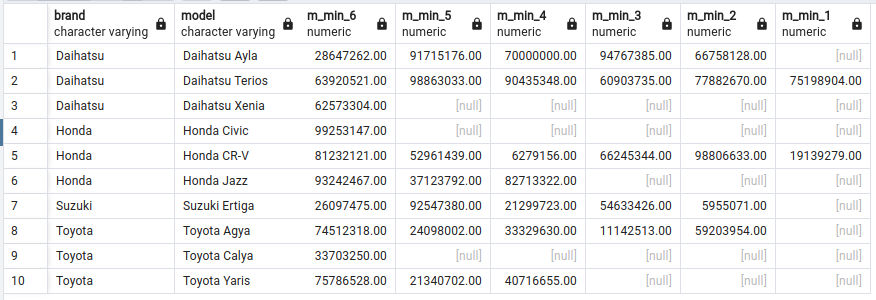 brand model m_min_6 m_min_5 m_min_4 m_min_3 m_min_2 m_min_1
character varying character varying numeric numeric numeric numeric numeric numeric
1 Daihatsu Daihatsu Ayla 28647262.00 91715176.00 70000000.00 94767385.00 66758128.00 [null]
2 Daihatsu Daihatsu Terios 63920521.00 98863033.00 90435348.00 60903735.00 77882670.00 75198904.00
3 Daihatsu Daihatsu Xenia 62573304.00 [null] [null] [null] [null] [null]
4 Honda Honda Civic 99253147.00 [null] [null] [null] [null] [null]
5 Honda Honda CR-V 81232121.00 52961439.00 6279156.00 66245344.00 98806633.00 19139279.00
6 Honda Honda Jazz 93242467.00 37123792.00 82713322.00 [null] [null] [null]
7 Suzuki Suzuki Ertiga 26097475.00 92547380.00 21299723.00 54633426.00 5955071.00 [null]
8 Toyota Toyota Agya 74512318.00 24098002.00 33329630.00 11142513.00 59203954.00 [null]
9 Toyota Toyota Calya 33703250.00 [null] [null] [null] [null] [null]
10 Toyota Toyota Yaris 75786528.00 21340702.00 40716655.00 [null] [null] [null]